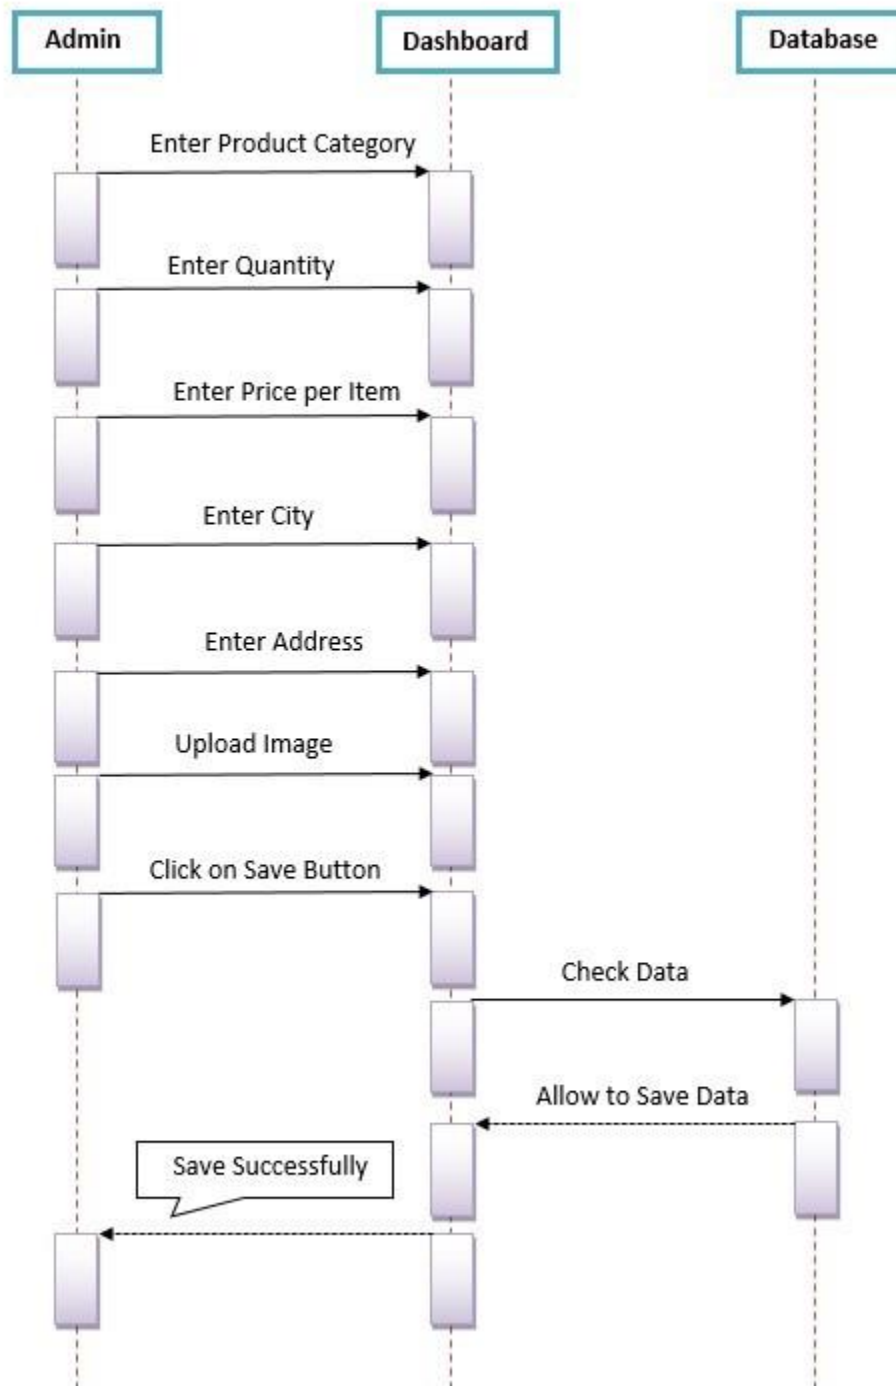 Admin
Dashboard
Database
Enter Product Category
Enter Quantity
Enter Price per Item
Enter City
Enter Address
Upload Image
Click on Save Button
Check Data
Allow to Save Data
Save Successfully